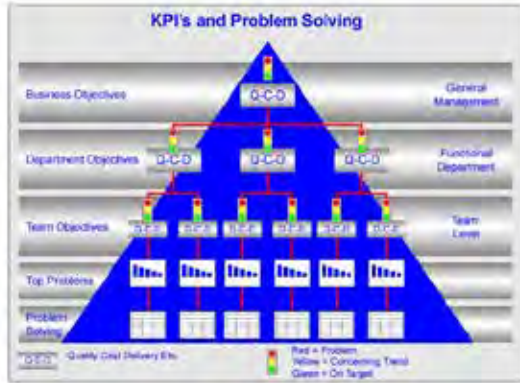 KPI's and Problem Solving
Q-C-D
Business Objectives
General
Management
Department Objectives
Q-C-D
Q-C-D
Q-C-D
Functional
Department
Team Objectives
Team
Level
Top Problems
Problem
Solving
Quality Cost Delivery Etc.
Red = Problem
Yellow = Concerning Trend
Green = On Target